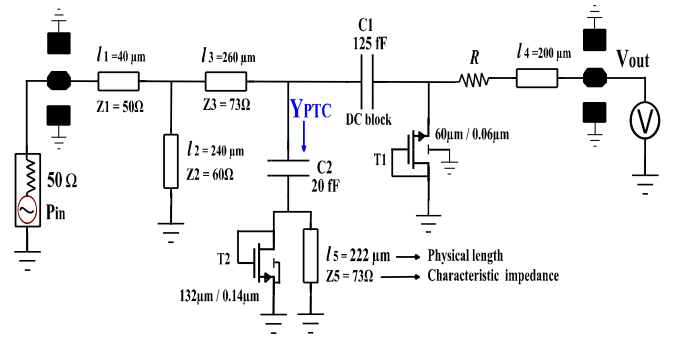 C1
125 fF
DC block
l1=40 µm
Z1 = 50Ω
l3=260 µm
Z3 = 73Ω
R
l4=200 µm
Vout
V
l2= 240 µm
Z2 = 60Ω
YPTC
C2
20 fF
60µm / 0.06µm
T1
50 Ω
Pin
T2
132µm / 0.14µm
l5= 222 µm → Physical length
Z5 = 73Ω → Characteristic impedance